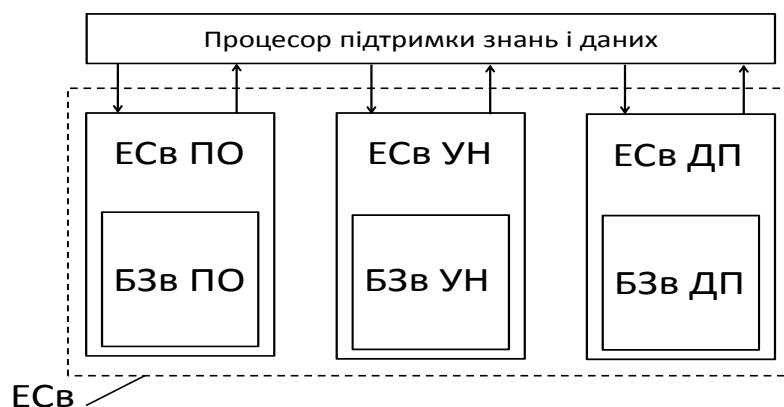 Процесор підтримки знань і даних
ЕСв ПО
ЕСв УН
ЕСв ДП
БЗв ПО
БЗв УН
БЗв ДП
ЕСв